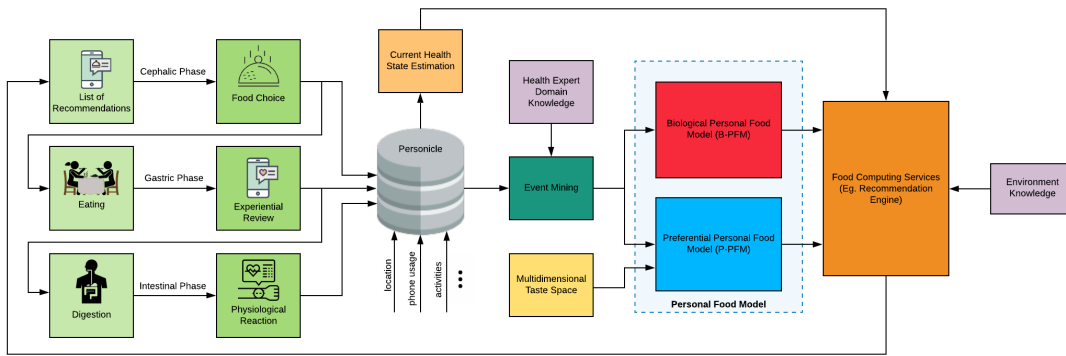 List of
Recommendations
Cephalic Phase
Food Choice
Eating
Gastric Phase
Experiential
Review
Digestion
Intestinal Phase
Physiological
Reaction
Current Health
State Estimation
Personicle
location
phone usage
activities
Health Expert
Domain
Knowledge
Event Mining
Multidimensional
Taste Space
Biological Personal Food
Model (B-PFM)
Preferential Personal Food
Model (P-PFM)
Personal Food Model
Food Computing Services
(Eg. Recommendation
Engine)
Environment
Knowledge